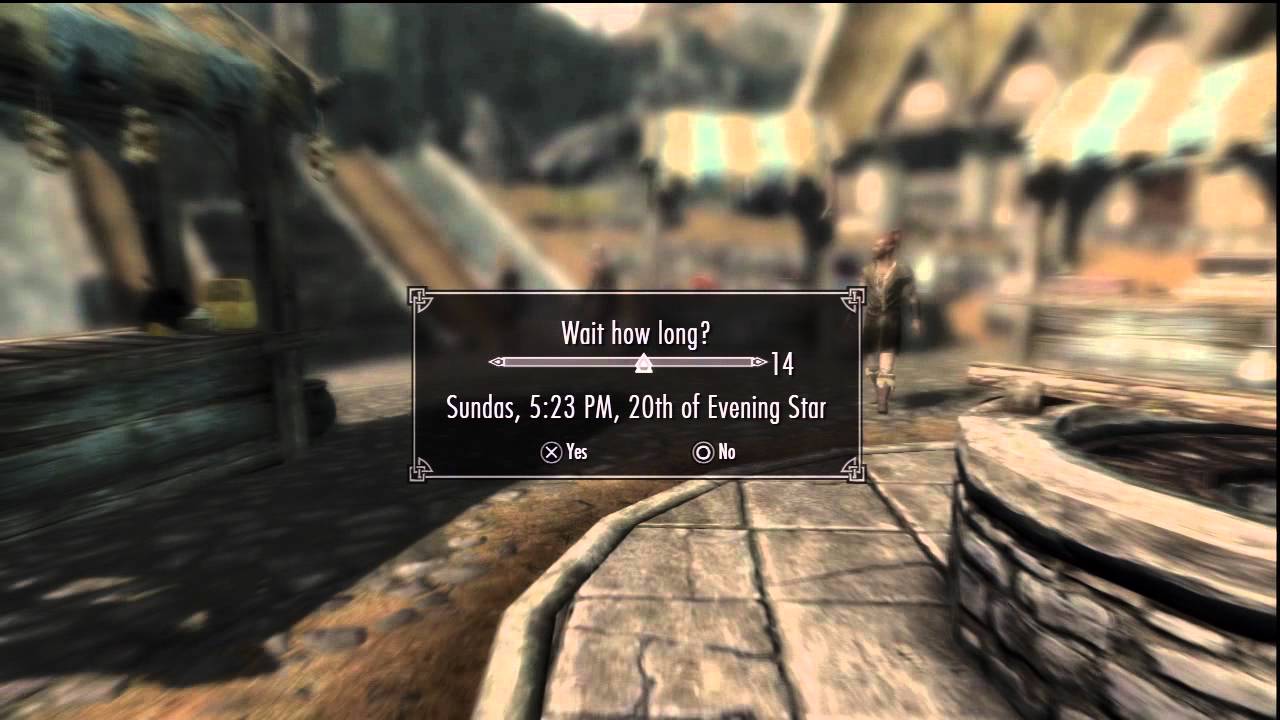 Wait how long?
14
Sundas, 5:23 PM, 20th of Evening Star
Yes
No